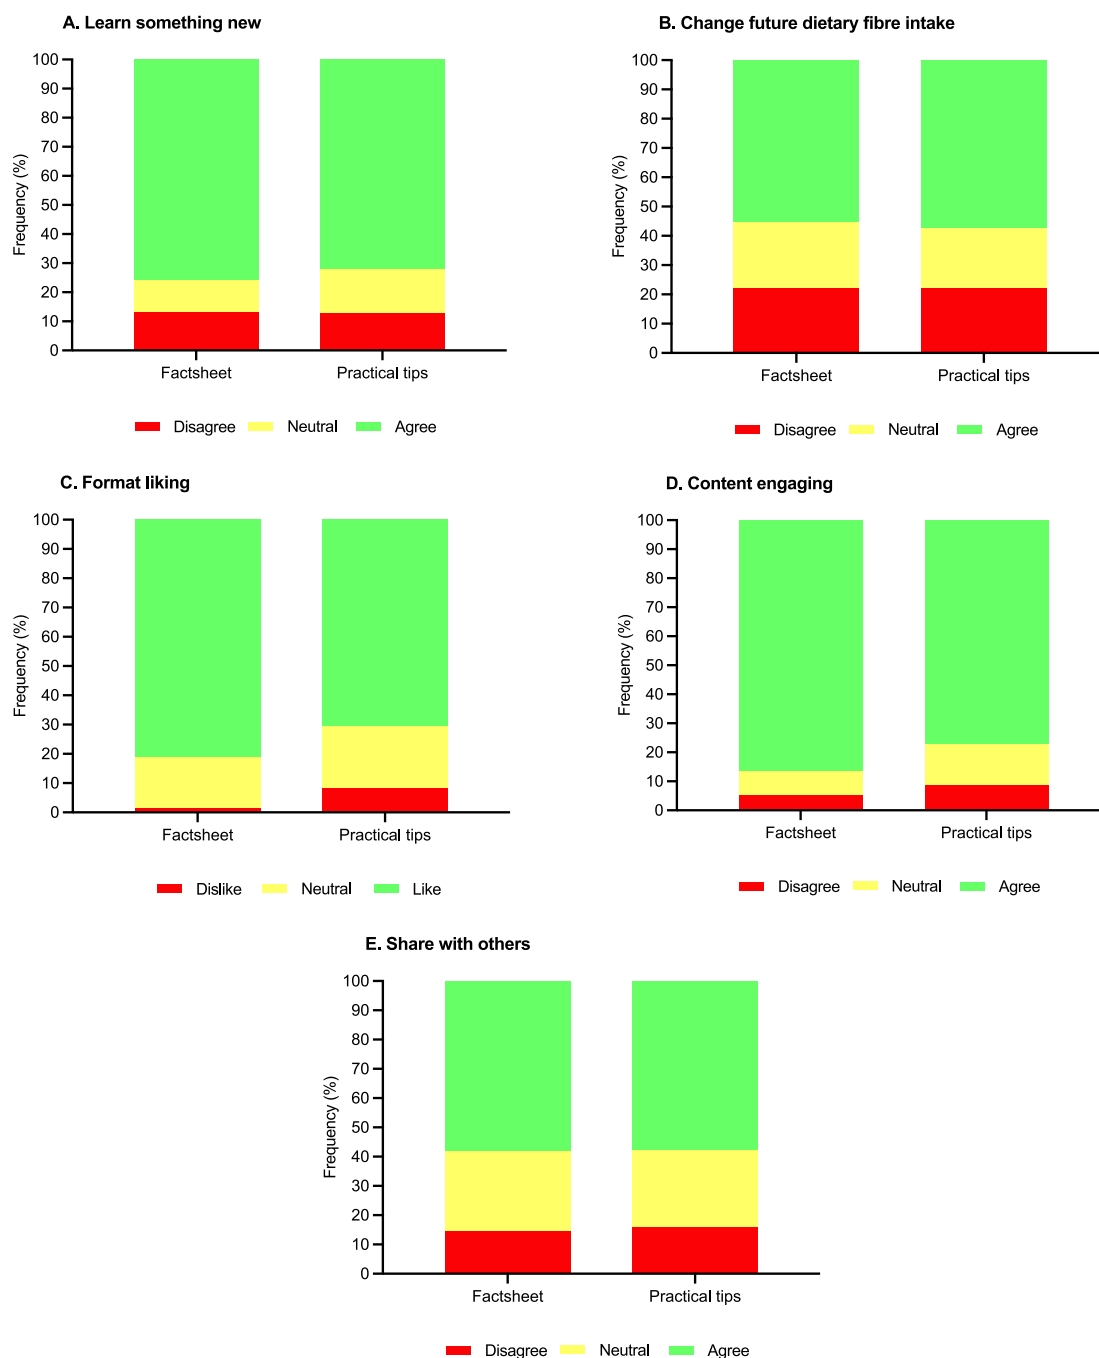 A. Learn something new
Frequency (%)
100
90
80
70
60
50
40
30
20
10
0
Factsheet Practical tips
Disagree Neutral Agree
B. Change future dietary fibre intake
Frequency (%)
100
90
80
70
60
50
40
30
20
10
0
Factsheet Practical tips
Disagree Neutral Agree
C. Format liking
Frequency (%)
100
90
80
70
60
50
40
30
20
10
0
Factsheet Practical tips
Dislike Neutral Like
D. Content engaging
Frequency (%)
100
90
80
70
60
50
40
30
20
10
0
Factsheet Practical tips
Disagree Neutral Agree
E. Share with others
Frequency (%)
100
90
80
70
60
50
40
30
20
10
0
Factsheet Practical tips
Disagree Neutral Agree